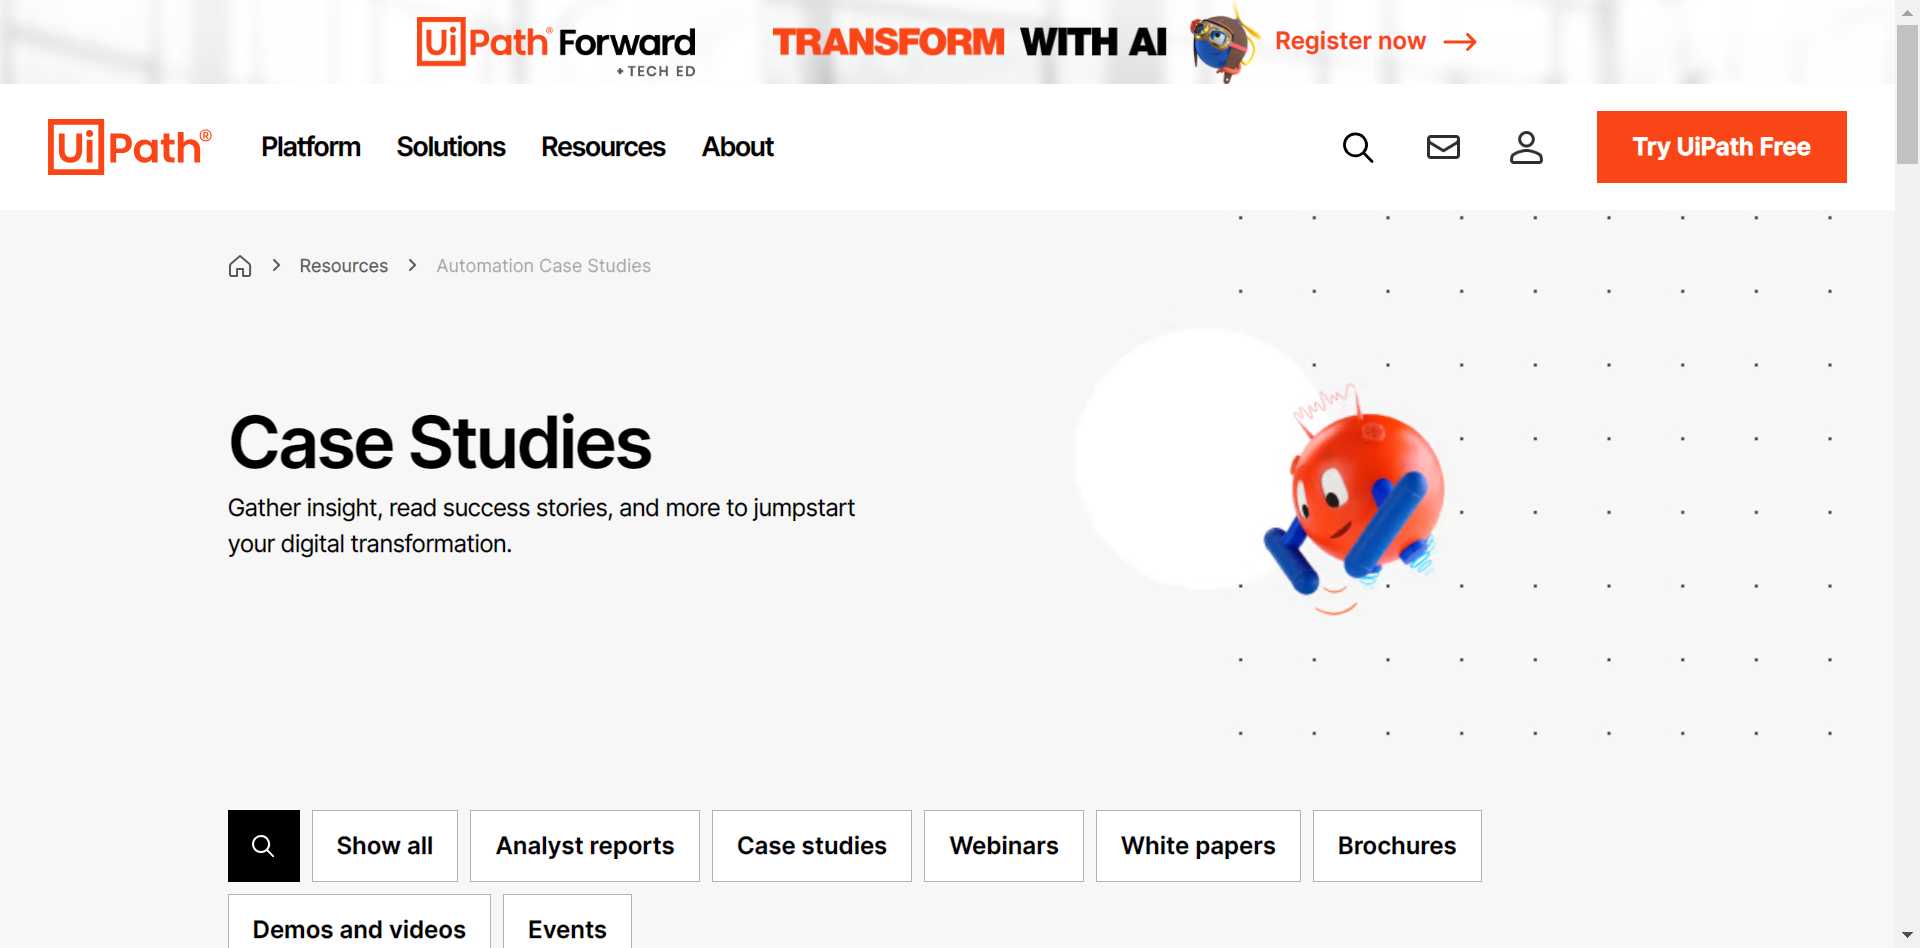 UiPath® Forward
+ TECH ED
TRANSFORM WITH AI
Register now
UiPath®
Platform
Solutions
Resources
About
Try UiPath Free
Resources
Automation Case Studies
Case Studies
Gather insight, read success stories, and more to jumpstart
your digital transformation.
Show all
Analyst reports
Case studies
Webinars
White papers
Brochures
Demos and videos
Events